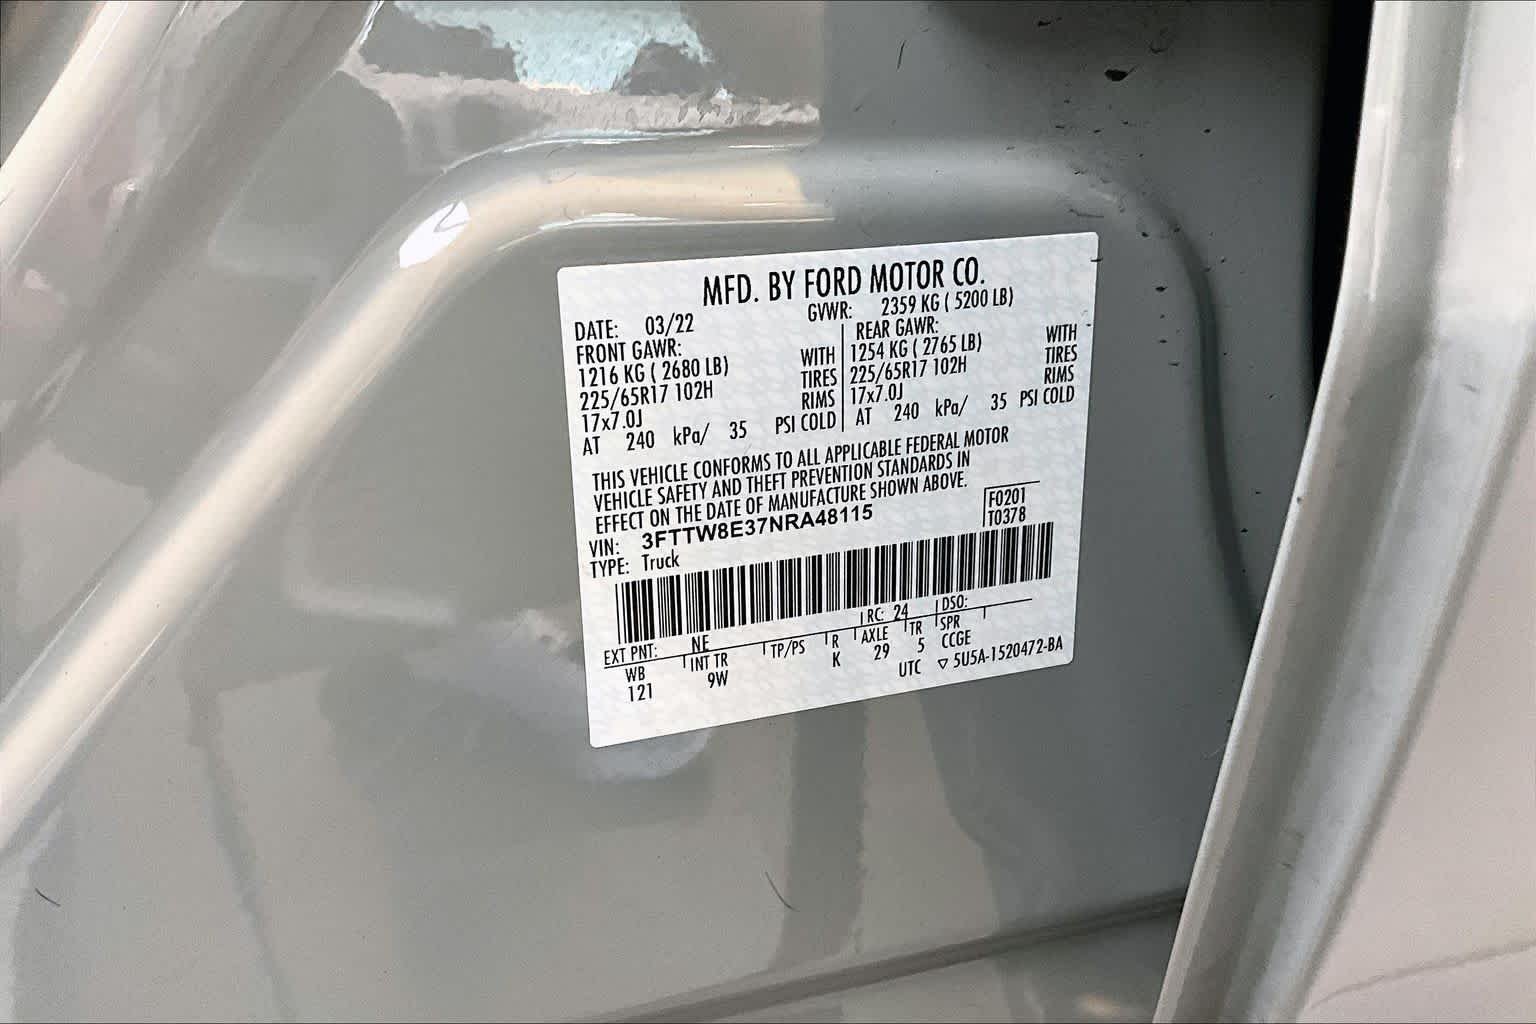 MFD. BY FORD MOTOR CO.
DATE: 03/22 GVWR: 2359 KG ( 5200 LB)
FRONT GAWR: REAR GAWR:
1216 KG ( 2680 LB) WITH 1254 KG ( 2765 LB) WITH
225/65R17 102H TIRES 225/65R17 102H TIRES
17x7.0J RIMS 17x7.0J RIMS
AT 240 kPa/ 35 PSI COLD AT 240 kPa/ 35 PSI COLD
THIS VEHICLE CONFORMS TO ALL APPLICABLE FEDERAL MOTOR
VEHICLE SAFETY AND THEFT PREVENTION STANDARDS IN
EFFECT ON THE DATE OF MANUFACTURE SHOWN ABOVE.
VIN: 3FTTW8E37NRA48115 F0201
TYPE: Truck T0378
EXT PNT: NE RC: 24 DSO:
WB INT TR TP/PS R AXLE TR SPR
121 9W K 29 5 CCGE
UTC ▽ 5U5A-1520472-BA